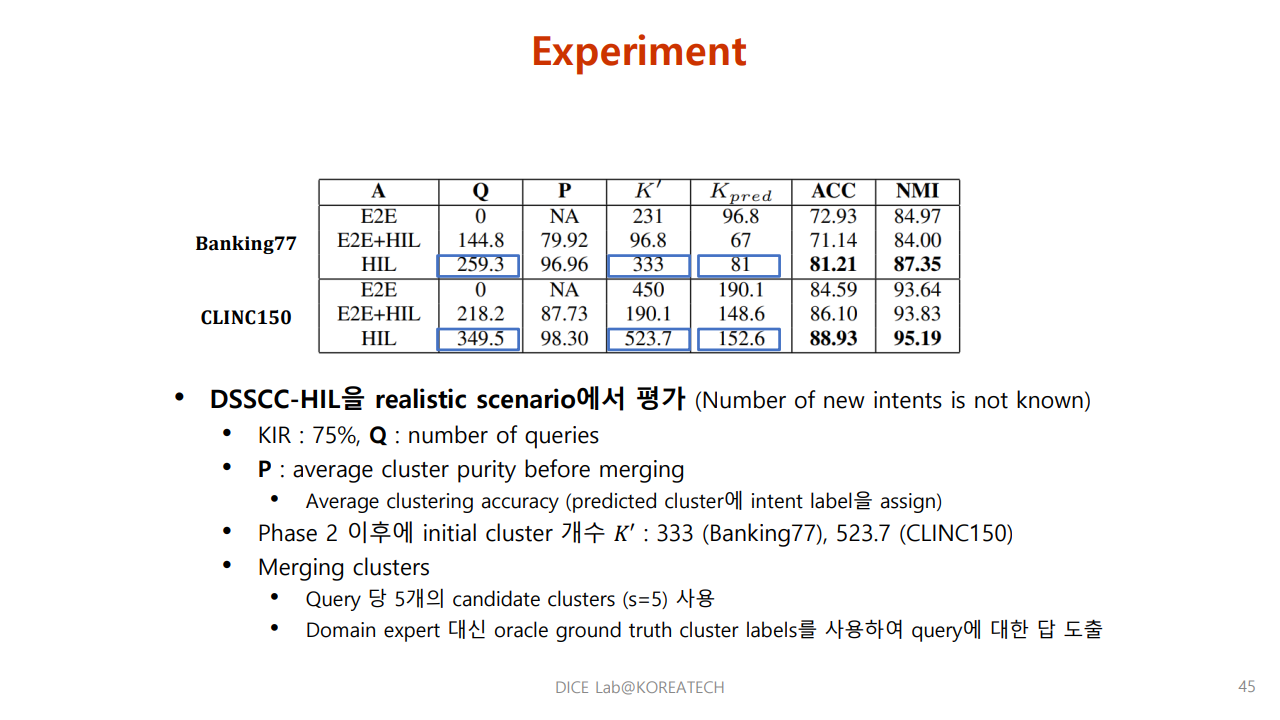 Experiment
A Q P K′ K_pred ACC NMI
Banking77
E2E 0 NA 231 96.8 72.93 84.97
E2E+HIL 144.8 79.92 96.8 67 71.14 84.00
HIL 259.3 96.96 333 81 81.21 87.35
CLINC150
E2E 0 NA 450 190.1 84.59 93.64
E2E+HIL 218.2 87.73 190.1 148.6 86.10 93.83
HIL 349.5 98.30 523.7 152.6 88.93 95.19
• DSSCC-HIL을 realistic scenario에서 평가 (Number of new intents is not known)
• KIR : 75%, Q : number of queries
• P : average cluster purity before merging
• Average clustering accuracy (predicted cluster에 intent label을 assign)
• Phase 2 이후에 initial cluster 개수 K′ : 333 (Banking77), 523.7 (CLINC150)
• Merging clusters
• Query 당 5개의 candidate clusters (s=5) 사용
• Domain expert 대신 oracle ground truth cluster labels를 사용하여 query에 대한 답 도출
DICE Lab@KOREATECH
45